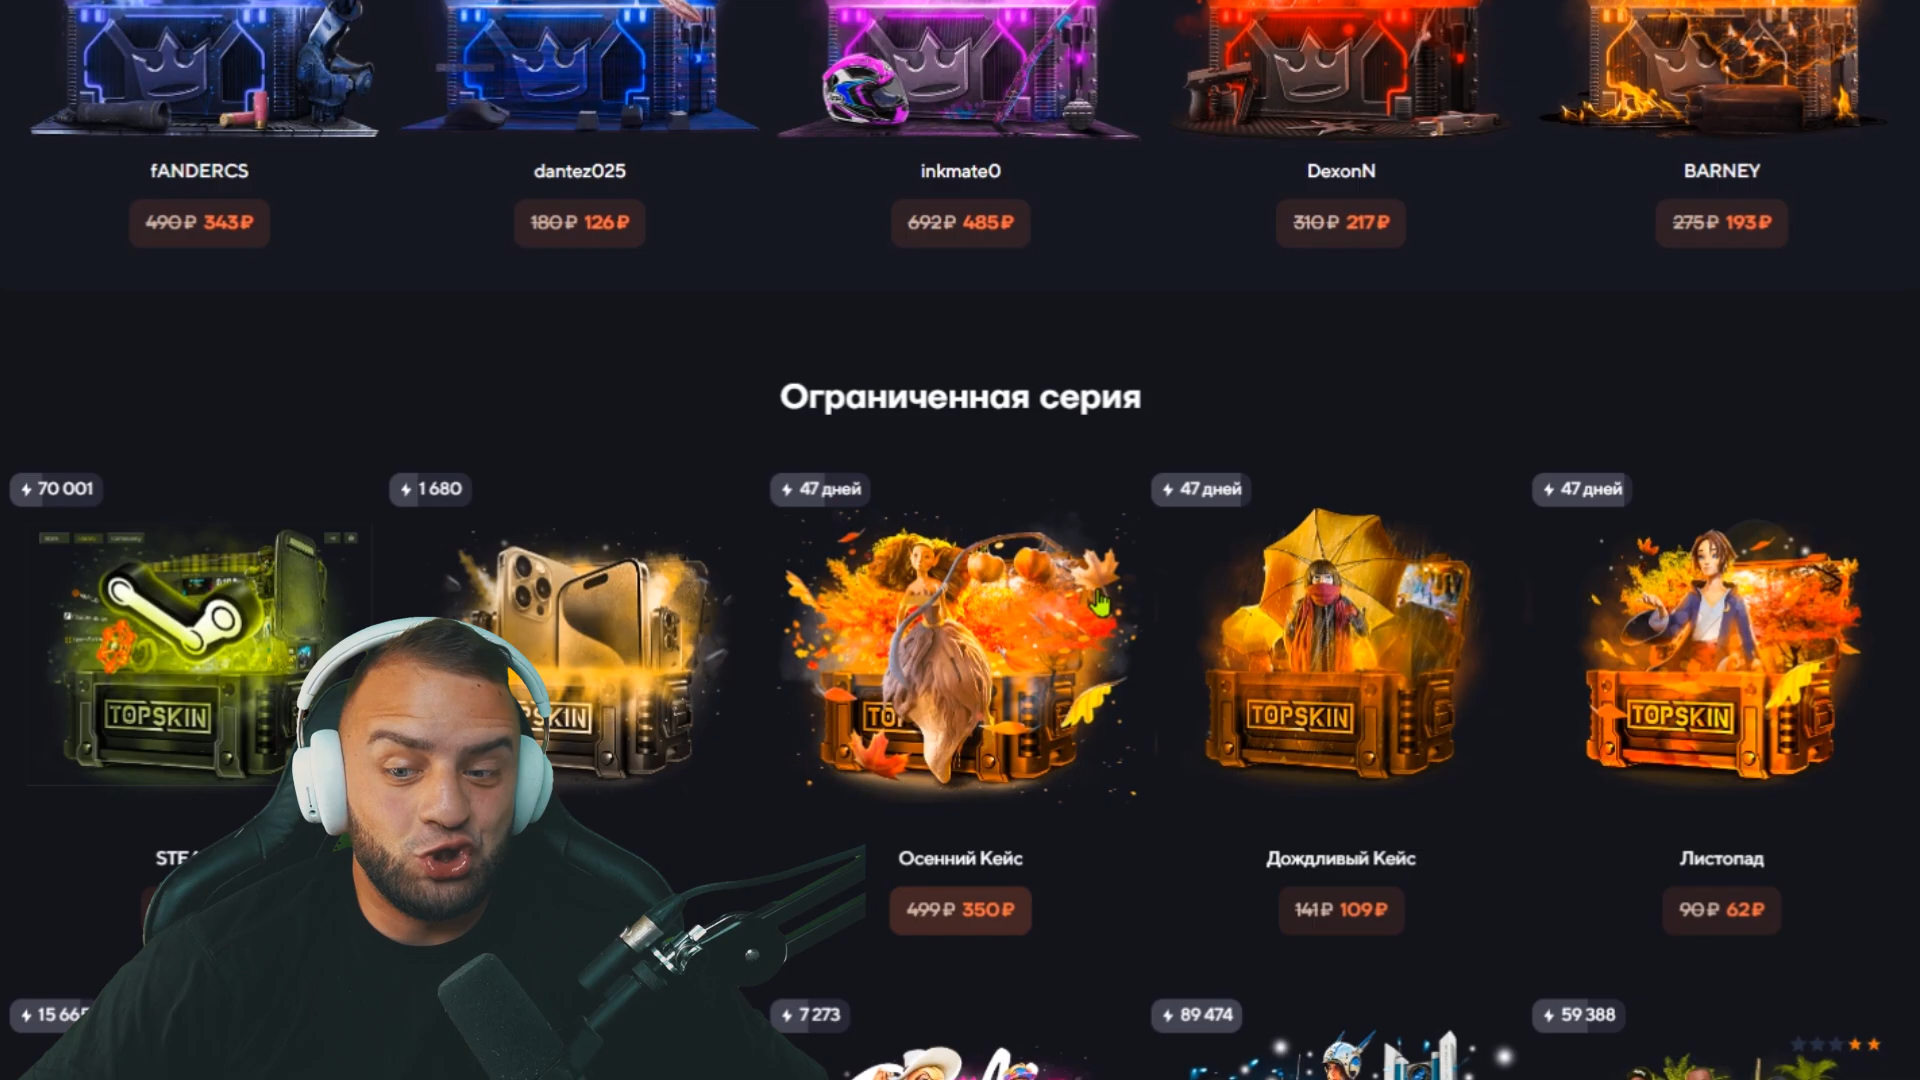 fANDERCS
dantez025
inkmate0
DexonN
BARNEY
490 ₽ 343 ₽
180 ₽ 126 ₽
692 ₽ 485 ₽
310 ₽ 217 ₽
275 ₽ 193 ₽
Ограниченная серия
70 001
1 680
47 дней
47 дней
47 дней
TOPSKIN
TOPSKIN
TOPSKIN
Осенний Кейс
Дождливый Кейс
Листопад
499 ₽ 350 ₽
141 ₽ 109 ₽
90 ₽ 62 ₽
7 273
89 474
59 388